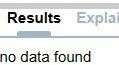 Results Explai
no data found